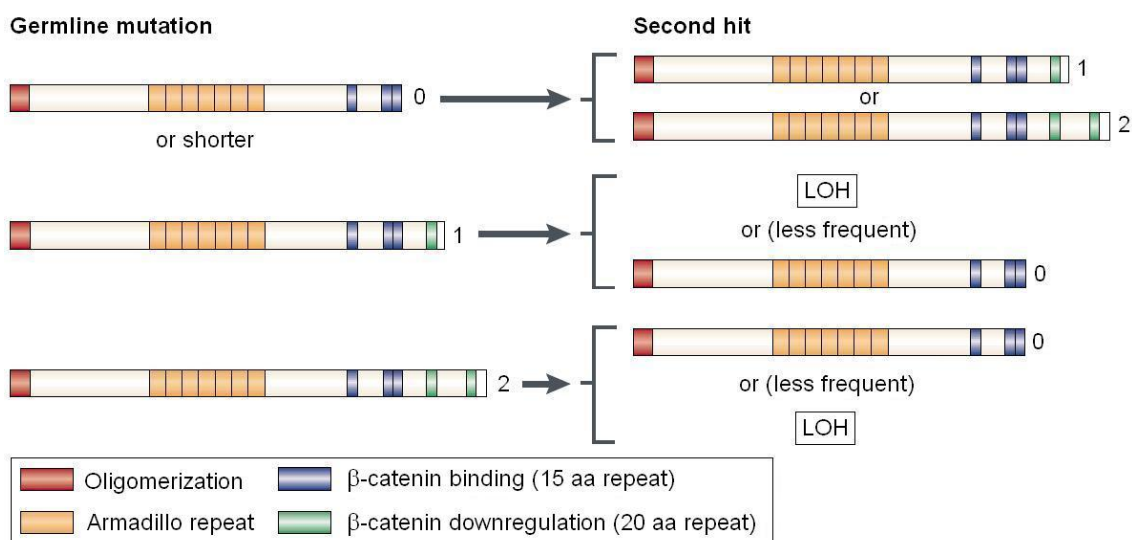 Germline mutation
Second hit
0
or shorter
1
or
2
1
LOH
or (less frequent)
0
2
0
or (less frequent)
LOH
Oligomerization
β-catenin binding (15 aa repeat)
Armadillo repeat
β-catenin downregulation (20 aa repeat)